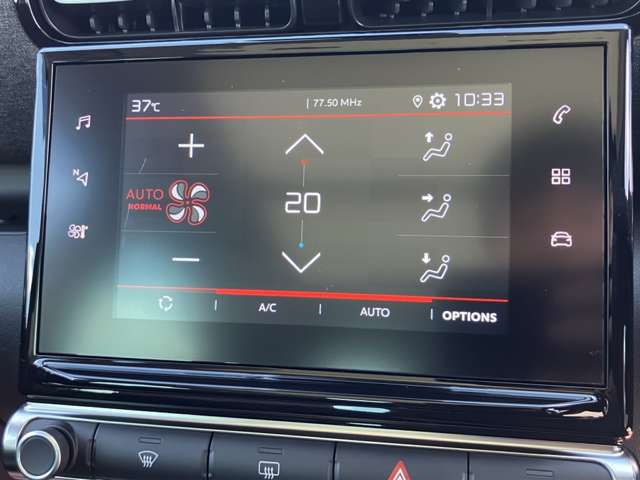 37℃ | 77.50 MHz 10:33
N
AUTO
NORMAL
20
A/C | AUTO | OPTIONS